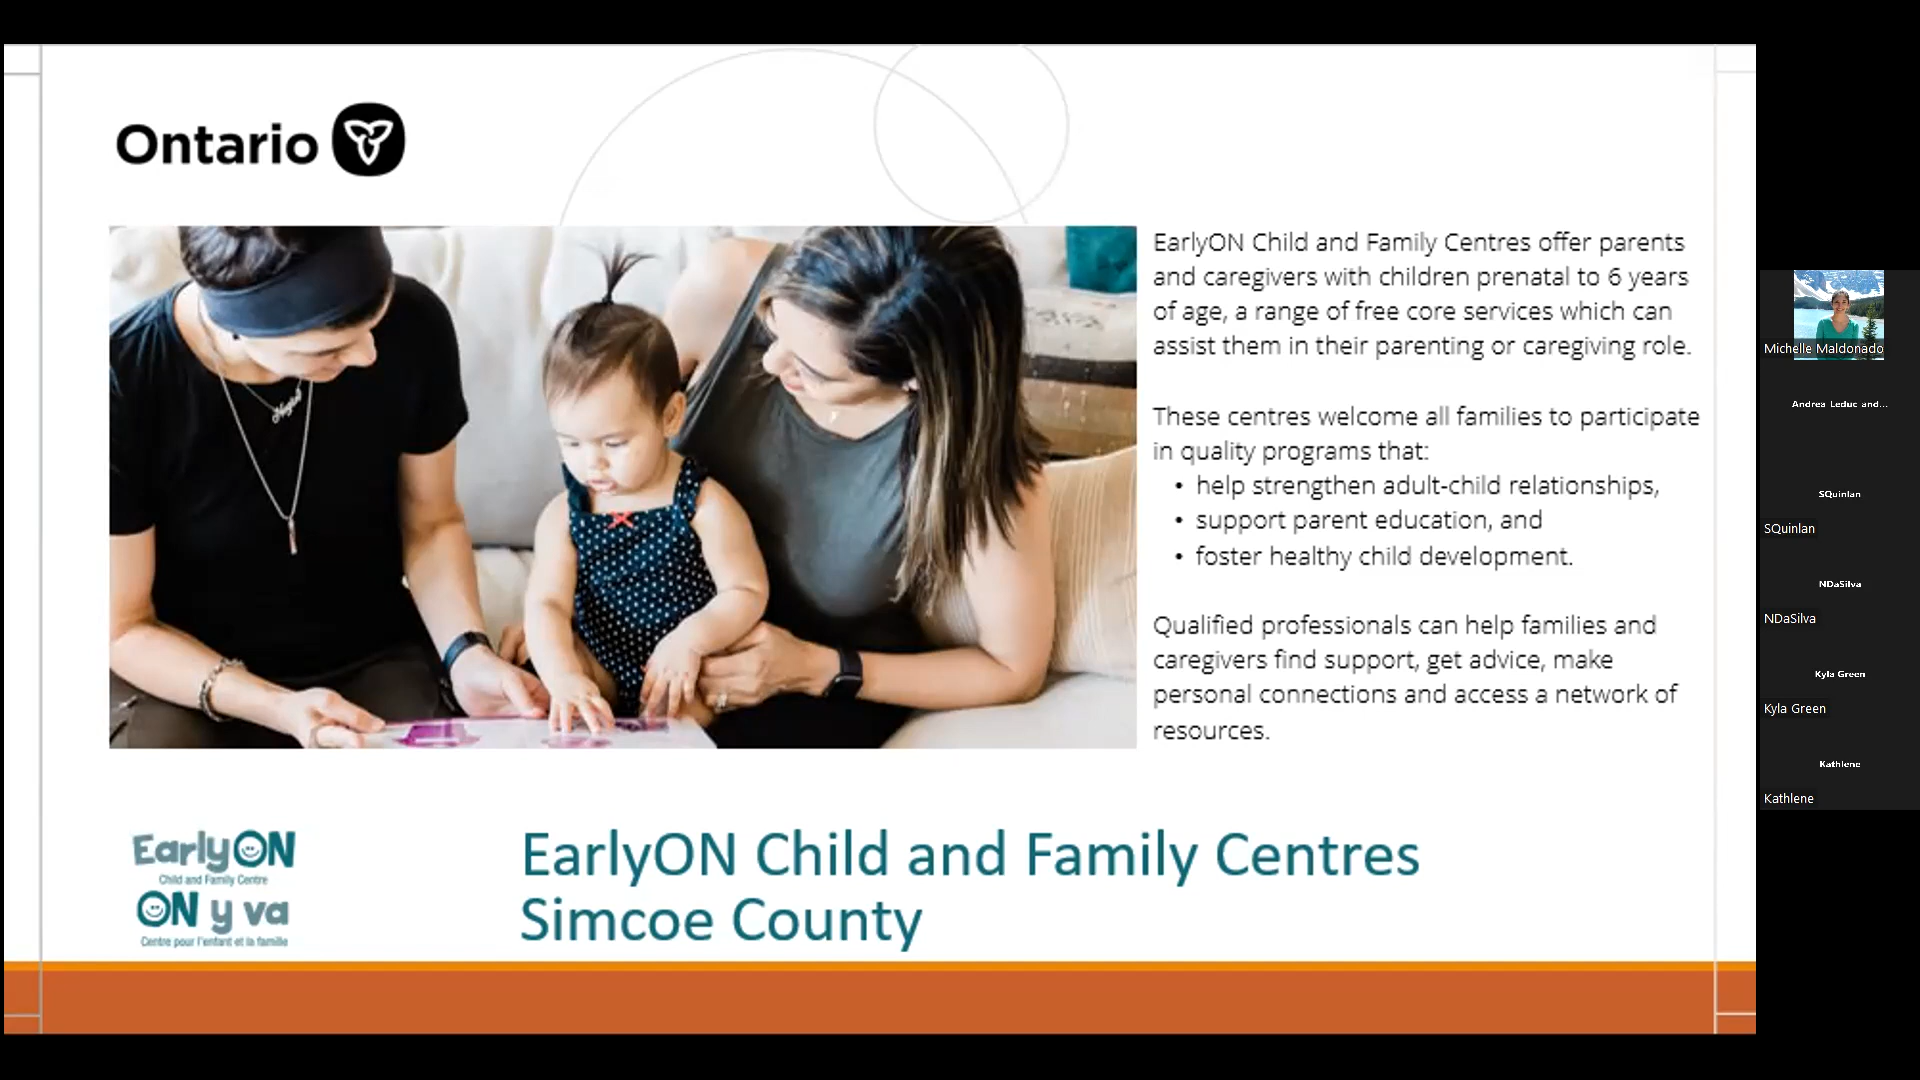 Ontario
EarlyON Child and Family Centres offer parents
and caregivers with children prenatal to 6 years
of age, a range of free core services which can
assist them in their parenting or caregiving role.
These centres welcome all families to participate
in quality programs that:
• help strengthen adult-child relationships,
• support parent education, and
• foster healthy child development.
Qualified professionals can help families and
caregivers find support, get advice, make
personal connections and access a network of
resources.
EarlyON
Child and Family Centre
ON y va
Centre pour l'enfant et la famille
EarlyON Child and Family Centres
Simcoe County
Michelle Maldonado
Andrea Leduc and...
SQuinlan
SQuinlan
NDaSilva
NDaSilva
Kyla Green
Kyla Green
Kathlene
Kathlene